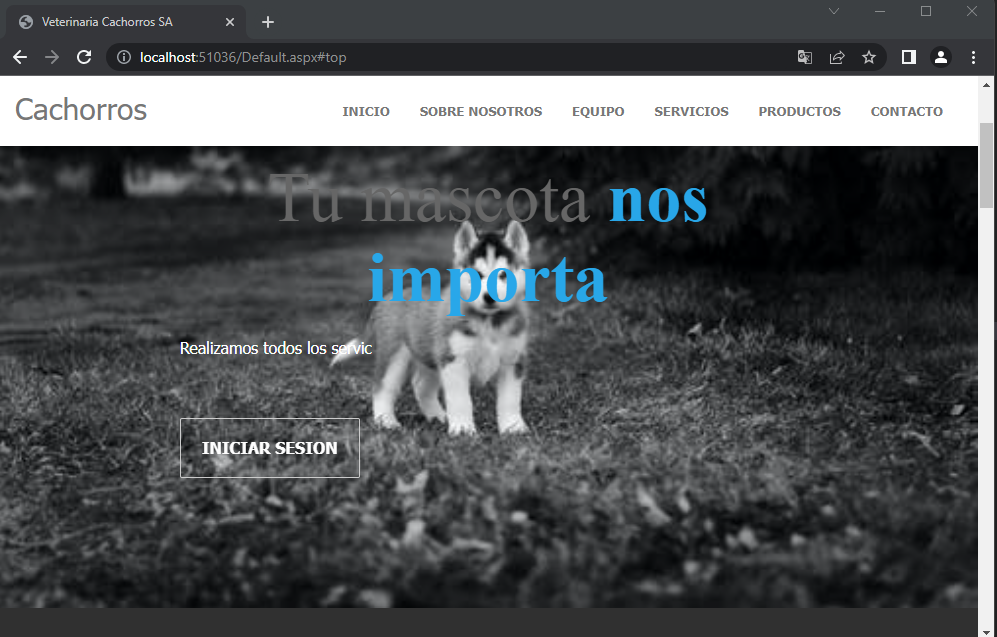 Veterinaria Cachorros SA
localhost:51036/Default.aspx#top
Cachorros
INICIO SOBRE NOSOTROS EQUIPO SERVICIOS PRODUCTOS CONTACTO
Tu mascota nos
importa
Realizamos todos los servic
INICIAR SESION